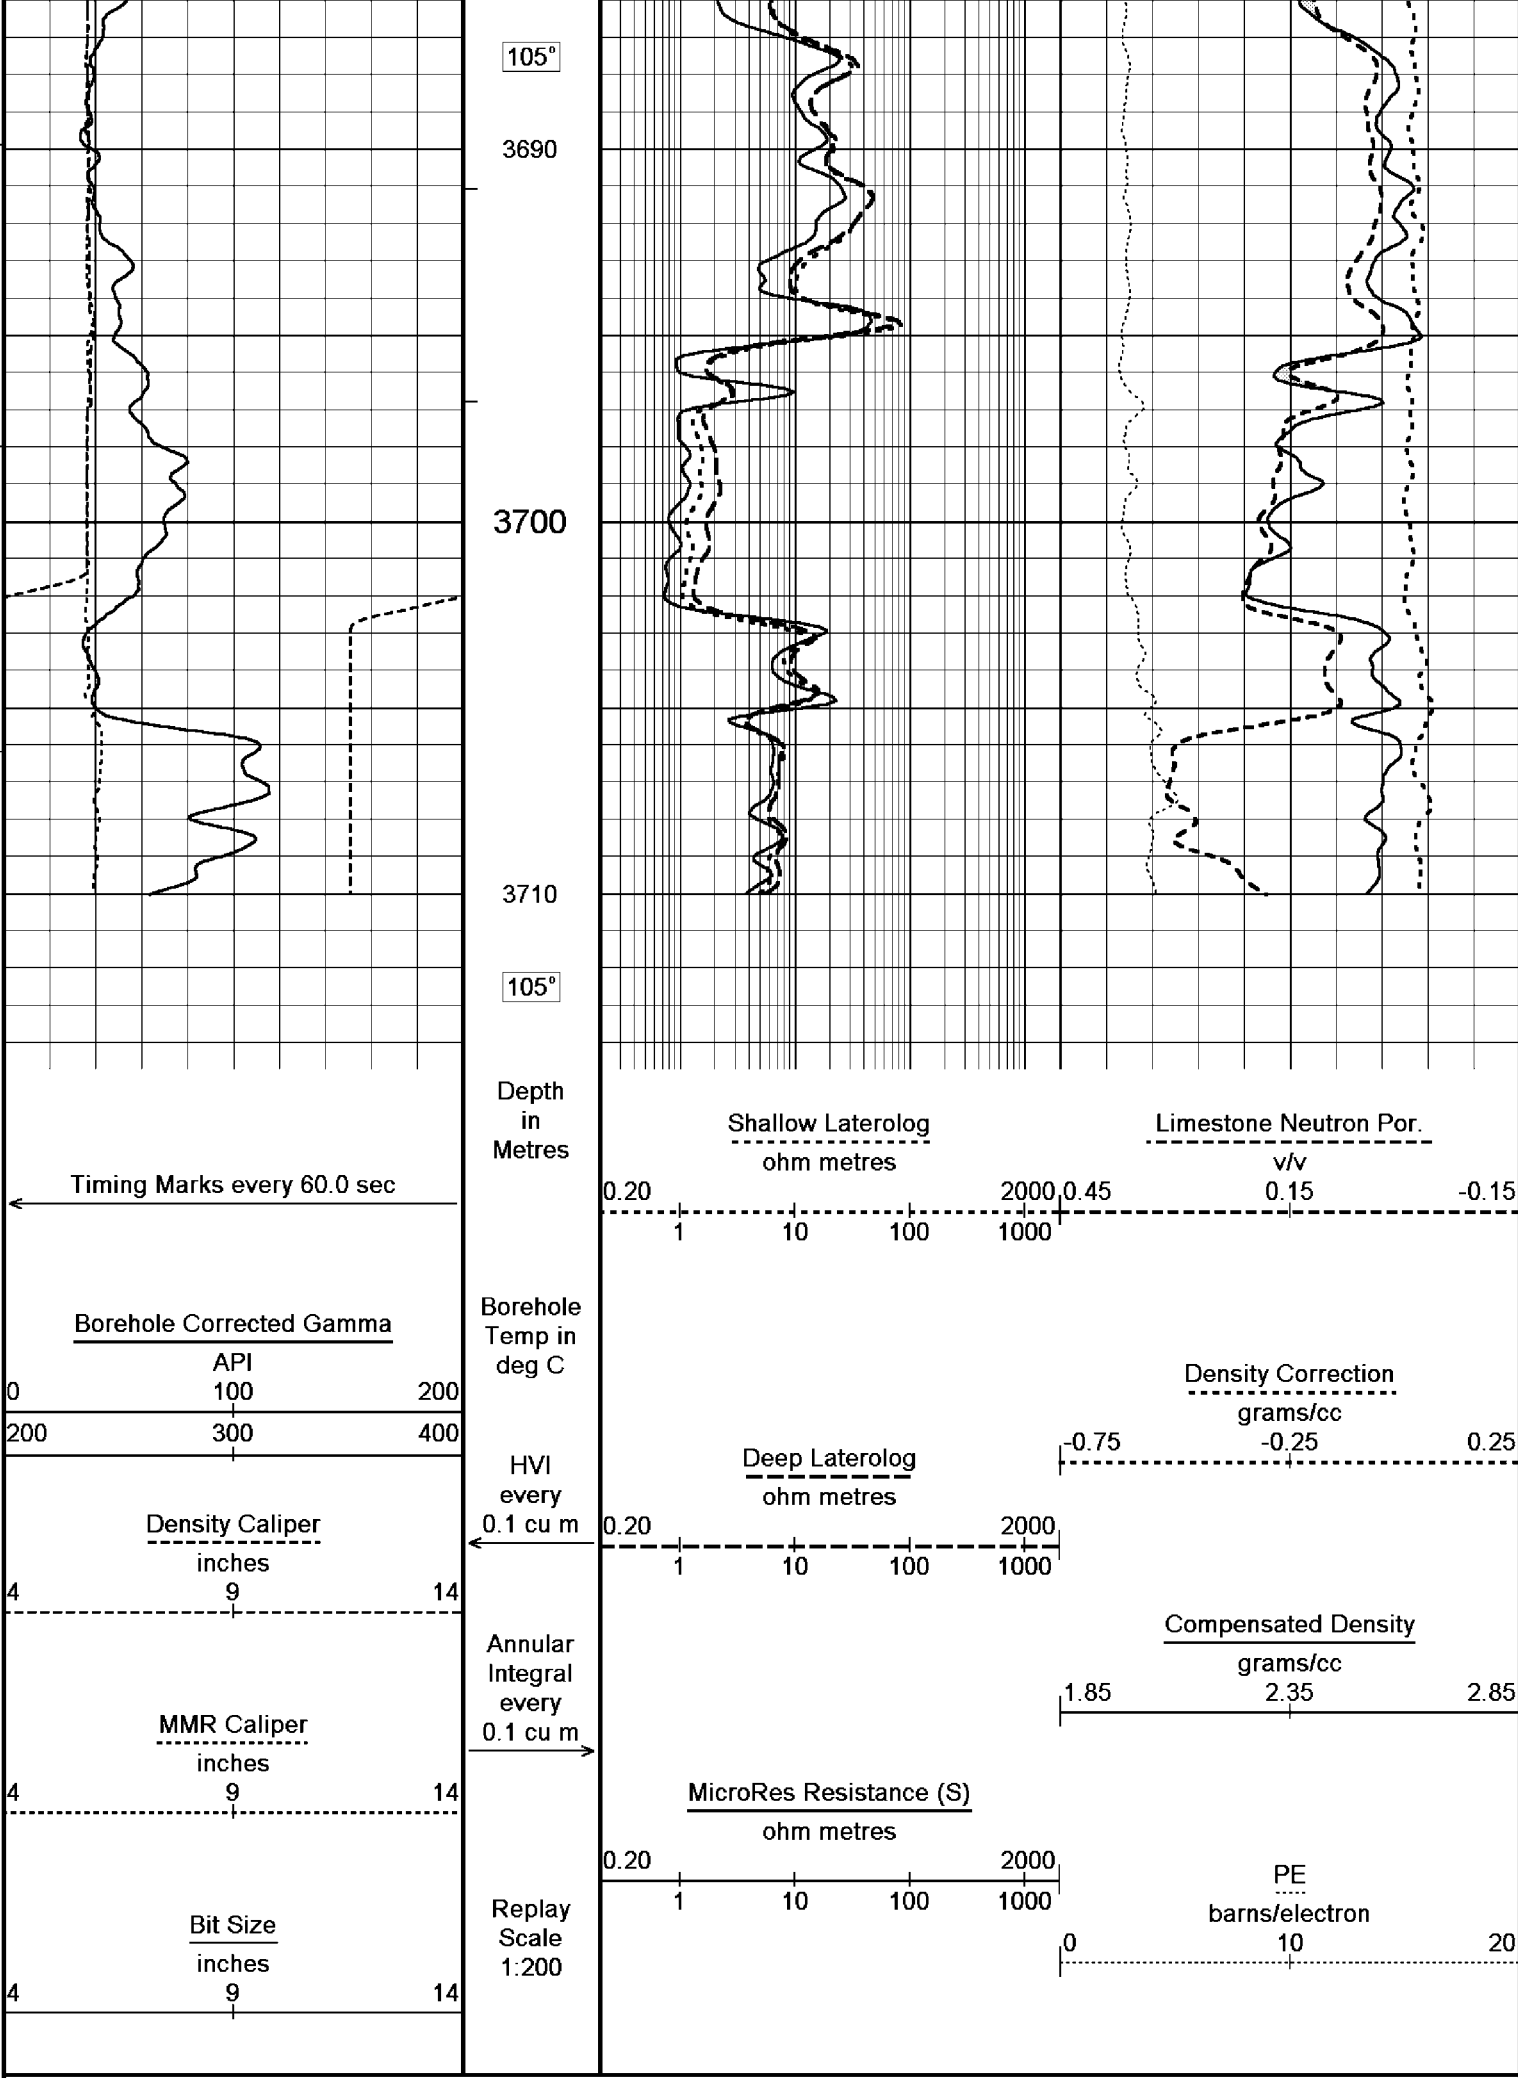 105°
3690
3700
3710
105°
Depth
in
Metres
Timing Marks every 60.0 sec
Borehole Corrected Gamma
API
0 100 200
200 300 400
Density Caliper
inches
4 9 14
MMR Caliper
inches
4 9 14
Bit Size
inches
4 9 14
Borehole
Temp in
deg C
HVI
every
0.1 cu m
Annular
Integral
every
0.1 cu m
Replay
Scale
1:200
Shallow Laterolog
ohm metres
0.20 2000
1 10 100 1000
Deep Laterolog
ohm metres
0.20 2000
1 10 100 1000
MicroRes Resistance (S)
ohm metres
0.20 2000
1 10 100 1000
Limestone Neutron Por.
v/v
0.45 0.15 -0.15
Density Correction
grams/cc
-0.75 -0.25 0.25
Compensated Density
grams/cc
1.85 2.35 2.85
PE
barns/electron
0 10 20